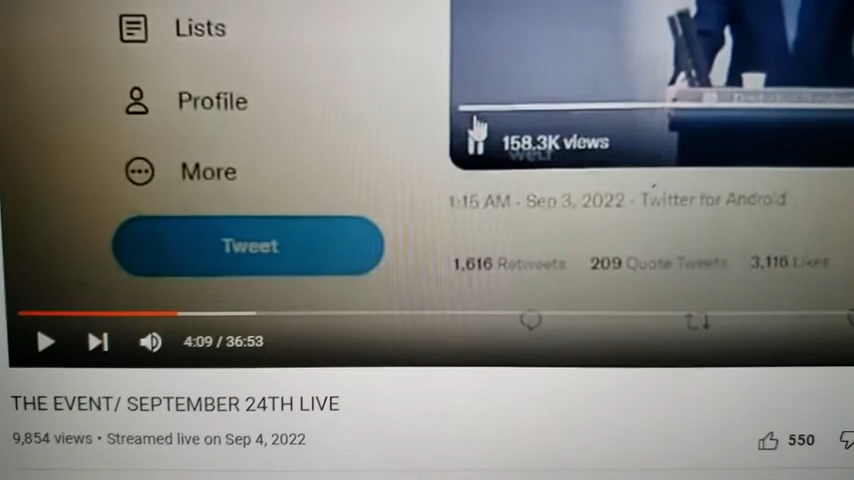 Lists
Profile
More
Tweet
158.3K views
welt
1:15 AM · Sep 3, 2022 · Twitter for Android
1,616 Retweets 209 Quote Tweets 3,116 Likes
4:09 / 36:53
THE EVENT/ SEPTEMBER 24TH LIVE
9,854 views • Streamed live on Sep 4, 2022
550